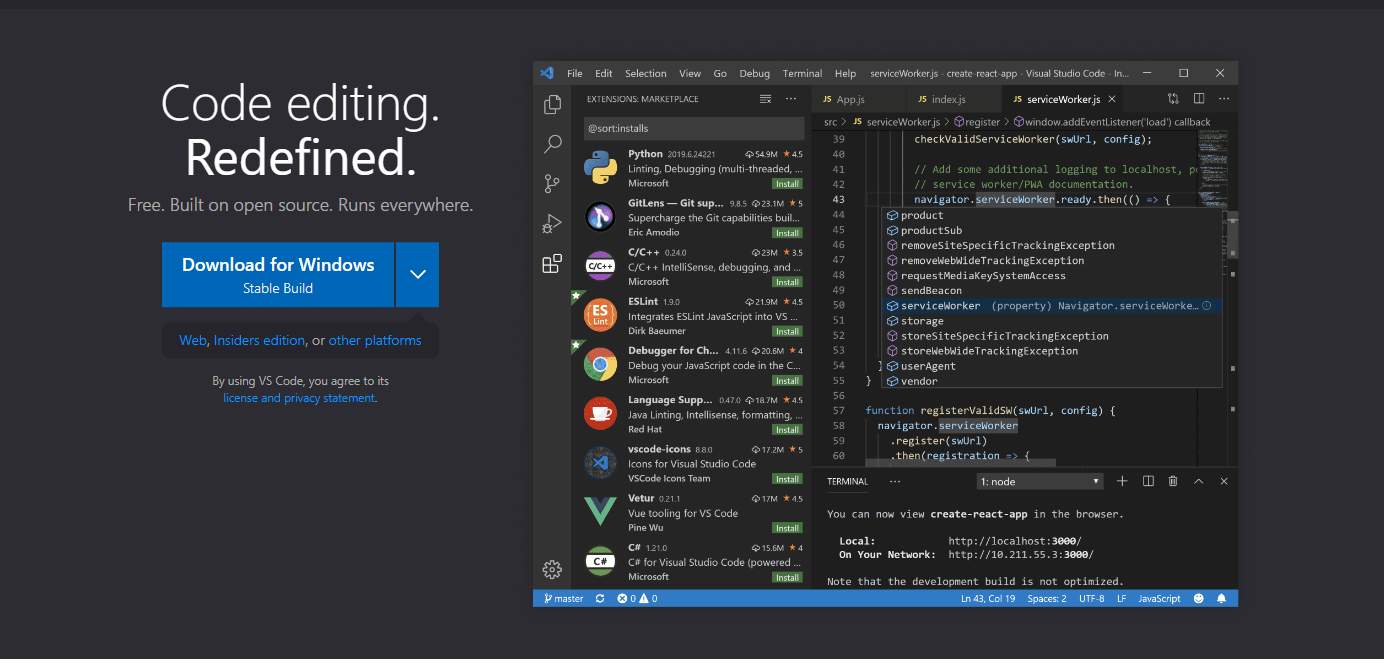 Code editing.
Redefined.
Free. Built on open source. Runs everywhere.
Download for Windows
Stable Build
Web, Insiders edition, or other platforms
By using VS Code, you agree to its
license and privacy statement.
File Edit Selection View Go Debug Terminal Help serviceWorker.js - create-react-app - Visual Studio Code - In...
EXTENSIONS: MARKETPLACE
@sort:installs
Python 2019.6.24221 54.9M 4.5
Linting, Debugging (multi-threaded, ...
Microsoft Install
GitLens — Git sup... 9.8.5 23.1M 5
Supercharge the Git capabilities buil...
Eric Amodio Install
C/C++
C/C++ 0.24.0 23M 3.5
C/C++ IntelliSense, debugging, and ...
Microsoft Install
ES
Lint
ESLint 1.9.0 21.9M 4.5
Integrates ESLint JavaScript into VS ...
Dirk Baeumer Install
Debugger for Ch... 4.11.6 20.6M 4
Debug your JavaScript code in the C...
Microsoft Install
Language Supp... 0.47.0 18.7M 4.5
Java Linting, Intellisense, formatting, ...
Red Hat Install
vscode-icons 8.8.0 17.2M 5
Icons for Visual Studio Code
VSCode Icons Team Install
Vetur 0.21.1 17M 4.5
Vue tooling for VS Code
Pine Wu Install
C#
C# 1.21.0 15.6M 4
C# for Visual Studio Code (powered ...
Microsoft Install
JS App.js JS index.js JS serviceWorker.js
src > JS serviceWorker.js > register > window.addEventListener('load') callback
39 checkValidServiceWorker(swUrl, config);
40
41 // Add some additional logging to localhost, p
42 // service worker/PWA documentation.
43 navigator.serviceWorker.ready.then(() => {
44 product
45 productSub
46 removeSiteSpecificTrackingException
47 removeWebWideTrackingException
48 requestMediaKeySystemAccess
49 sendBeacon
50 serviceWorker (property) Navigator.serviceWorke...
51 storage
52 storeSiteSpecificTrackingException
53 storeWebWideTrackingException
54 } userAgent
55 } vendor
56
57 function registerValidSW(swUrl, config) {
58 navigator.serviceWorker
59 .register(swUrl)
60 .then(registration => {
TERMINAL ... 1: node
You can now view create-react-app in the browser.
Local: http://localhost:3000/
On Your Network: http://10.211.55.3:3000/
Note that the development build is not optimized.
master 0 0 Ln 43, Col 19 Spaces: 2 UTF-8 LF JavaScript